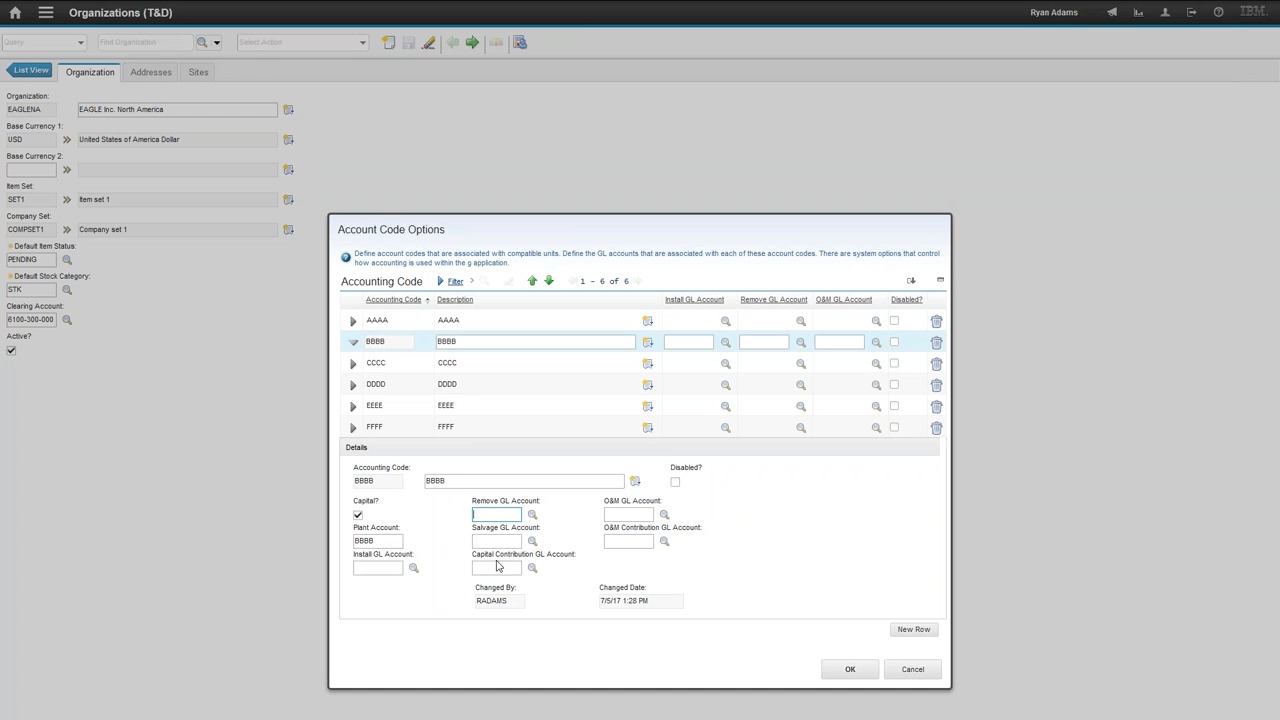 Organizations (T&D)
Ryan Adams
IBM.
Query
Find Organization
Select Action
List View
Organization
Addresses
Sites
Organization:
EAGLENA
EAGLE Inc. North America
Base Currency 1:
USD
United States of America Dollar
Base Currency 2:
Item Set:
SET1
Item set 1
Company Set:
COMPSET1
Company set 1
Default Item Status:
PENDING
Default Stock Category:
STK
Clearing Account:
6100-300-000
Active?
Account Code Options
Define account codes that are associated with compatible units. Define the GL accounts that are associated with each of these account codes. There are system options that control
how accounting is used within the g application.
Accounting Code
Filter
1 - 6 of 6
Accounting Code
Description
Install GL Account
Remove GL Account
O&M GL Account
Disabled?
AAAA
AAAA
BBBB
BBBB
CCCC
CCCC
DDDD
DDDD
EEEE
EEEE
FFFF
FFFF
Details
Accounting Code:
Disabled?
BBBB
BBBB
Capital?
Remove GL Account:
O&M GL Account:
Plant Account:
Salvage GL Account:
O&M Contribution GL Account:
BBBB
Install GL Account:
Capital Contribution GL Account:
Changed By:
Changed Date:
RADAMS
7/5/17 1:28 PM
New Row
OK
Cancel